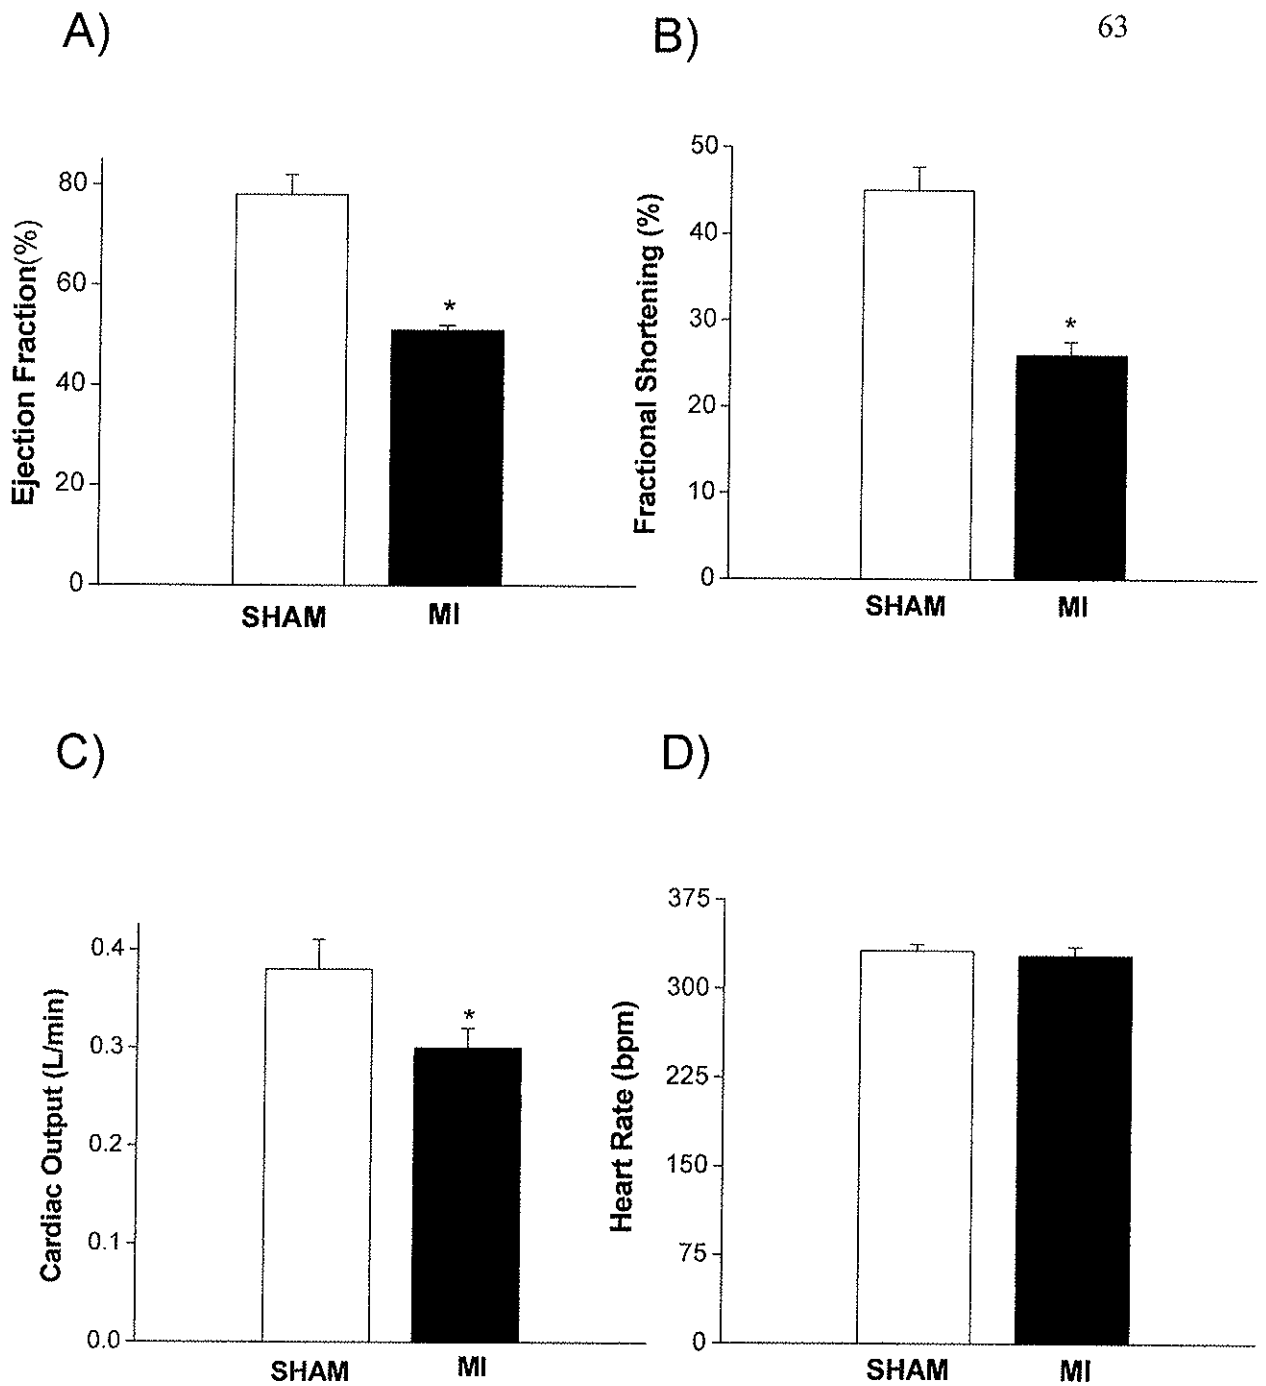 63
A)
80
60
40
20
0
Ejection Fraction(%)
*
SHAM MI
B)
50
40
30
20
10
0
Fractional Shortening (%)
*
SHAM MI
C)
0.4
0.3
0.2
0.1
0.0
Cardiac Output (L/min)
*
SHAM MI
D)
375
300
225
150
75
0
Heart Rate (bpm)
SHAM MI